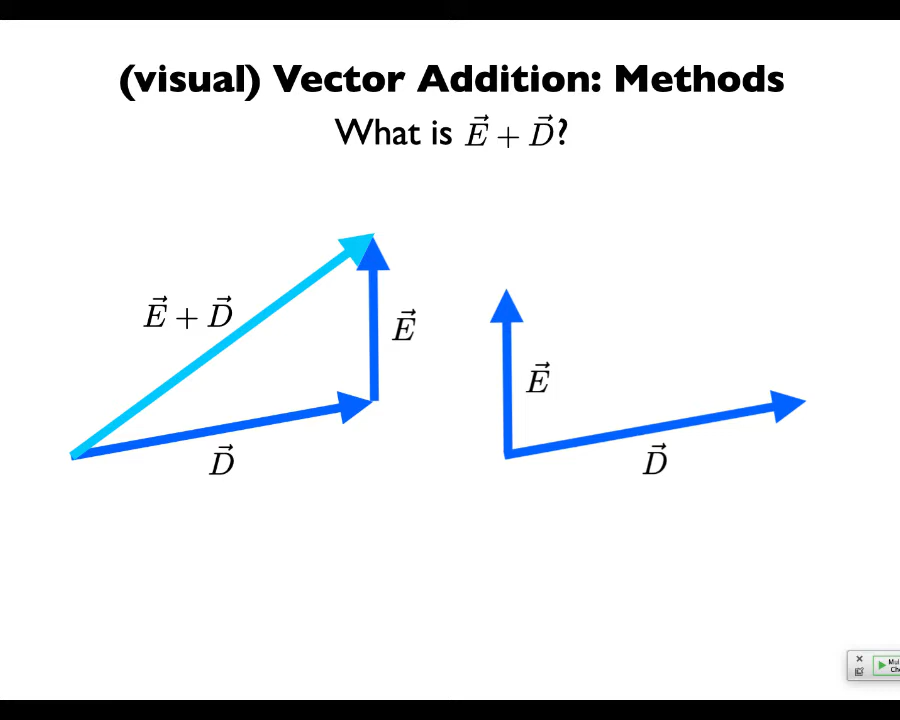 (visual) Vector Addition: Methods
What is $\vec{E} + \vec{D}$?
$\vec{E} + \vec{D}$
$\vec{E}$
$\vec{D}$
$\vec{E}$
$\vec{D}$